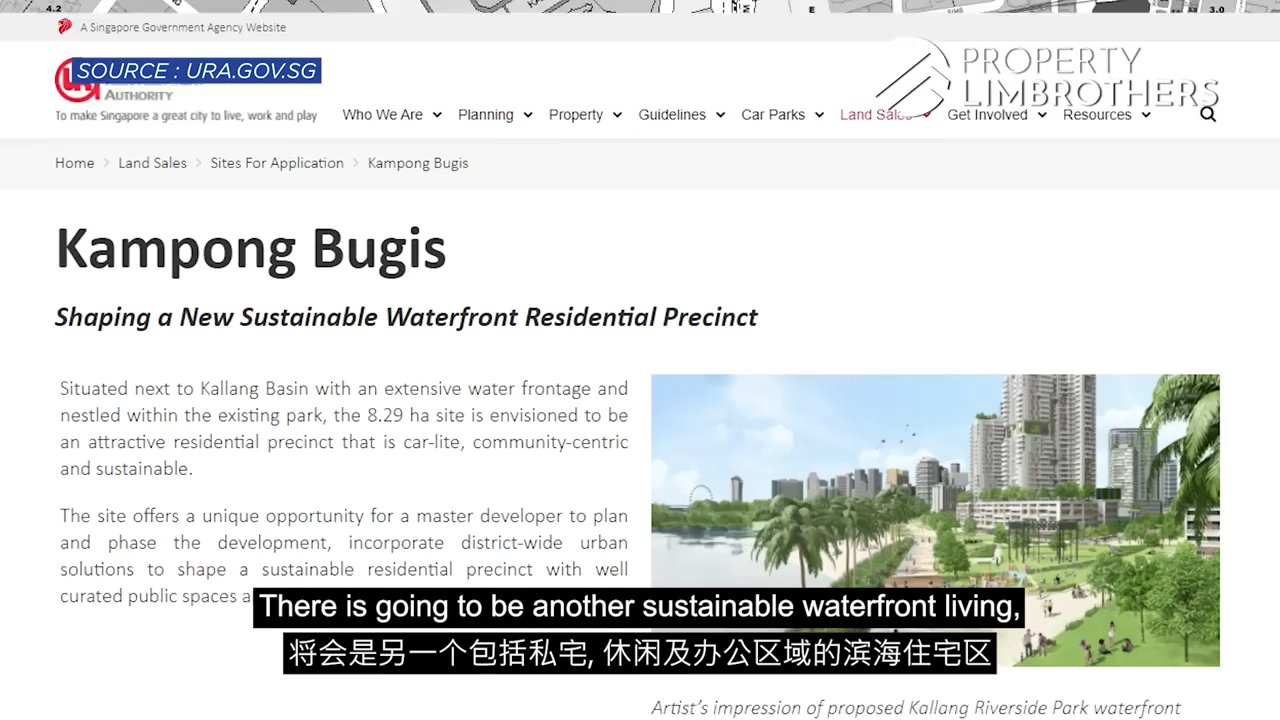 4.2
E
3.0
A Singapore Government Agency Website
SOURCE : URA.GOV.SG
AUTHORITY
To make Singapore a great city to live, work and play
PROPERTY
LIMBROTHERS
Who We Are Planning Property Guidelines Car Parks Land Sales Get Involved Resources
Home > Land Sales > Sites For Application > Kampong Bugis
Kampong Bugis
Shaping a New Sustainable Waterfront Residential Precinct
Situated next to Kallang Basin with an extensive water frontage and
nestled within the existing park, the 8.29 ha site is envisioned to be
an attractive residential precinct that is car-lite, community-centric
and sustainable.
The site offers a unique opportunity for a master developer to plan
and phase the development, incorporate district-wide urban
solutions to shape a sustainable residential precinct with well
curated public spaces a
There is going to be another sustainable waterfront living,
将会是另一个包括私宅, 休闲及办公区域的滨海住宅区
Artist's impression of proposed Kallang Riverside Park waterfront